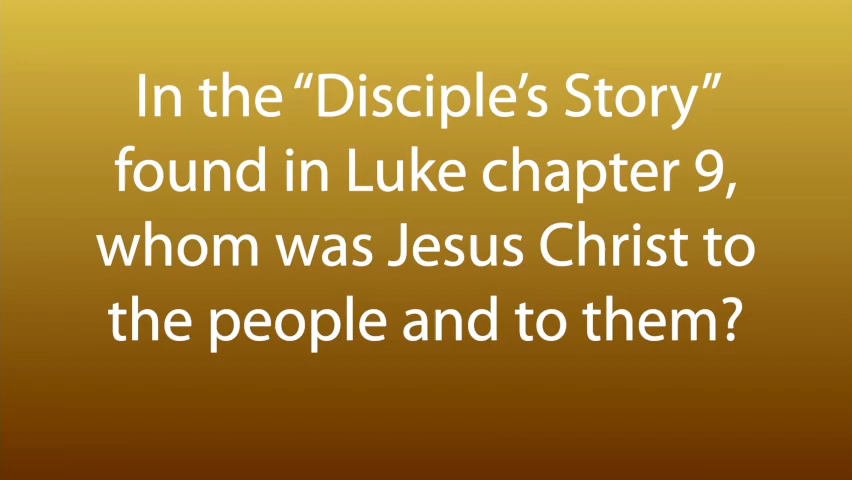 In the “Disciple’s Story”
found in Luke chapter 9,
whom was Jesus Christ to
the people and to them?